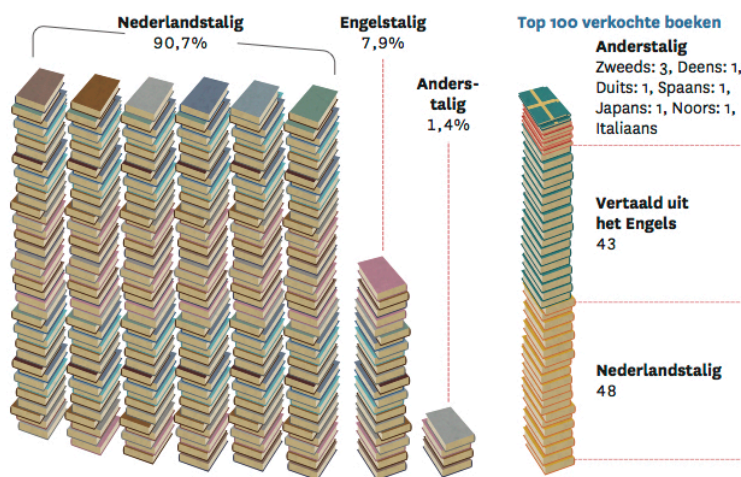 Nederlandstalig
90,7%
Engelstalig
7,9%
Anders-
talig
1,4%
Top 100 verkochte boeken
Anderstalig
Zweeds: 3, Deens: 1,
Duits: 1, Spaans: 1,
Japans: 1, Noors: 1,
Italiaans
Vertaald uit
het Engels
43
Nederlandstalig
48